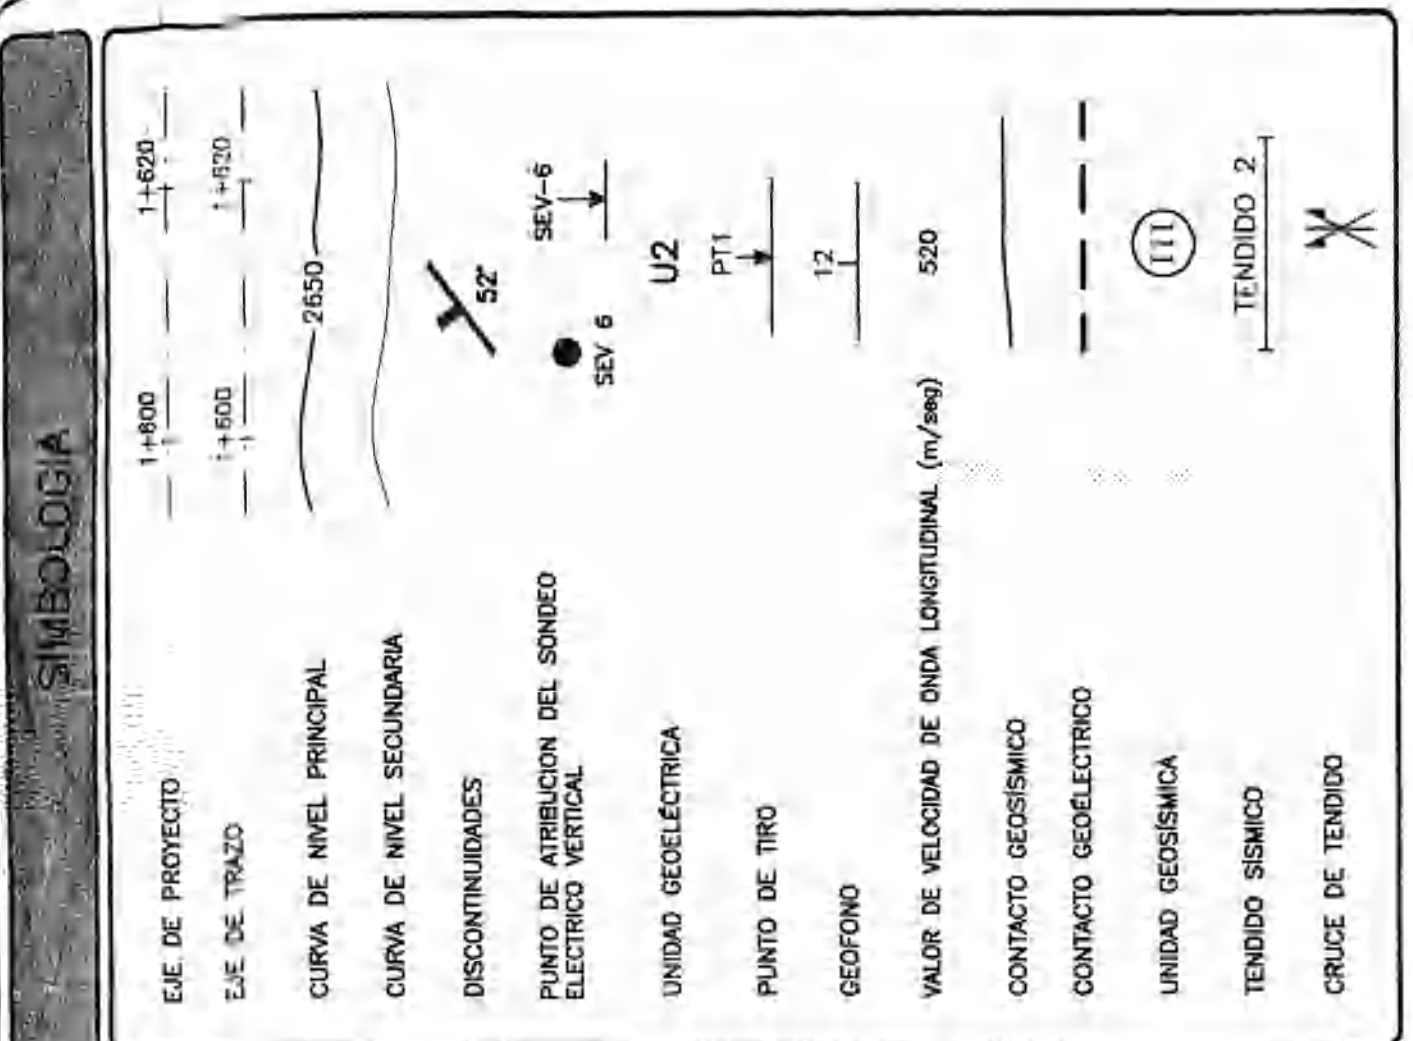 SIMBOLOGIA
EJE DE PROYECTO 1+600 1+620
EJE DE TRAZO 1+600 1+620
CURVA DE NIVEL PRINCIPAL 2650
CURVA DE NIVEL SECUNDARIA
DISCONTINUIDADES 52°
PUNTO DE ATRIBUCION DEL SONDEO
ELECTRICO VERTICAL SEV 6 SEV-6
UNIDAD GEOELÉCTRICA U2
PUNTO DE TIRO PT1
GEOFONO 12
VALOR DE VELOCIDAD DE ONDA LONGITUDINAL (m/seg) 520
CONTACTO GEOSÍSMICO
CONTACTO GEOÉLECTRICO
UNIDAD GEOSÍSMICA III
TENDIDO SÍSMICO TENDIDO 2
CRUCE DE TENDIDO